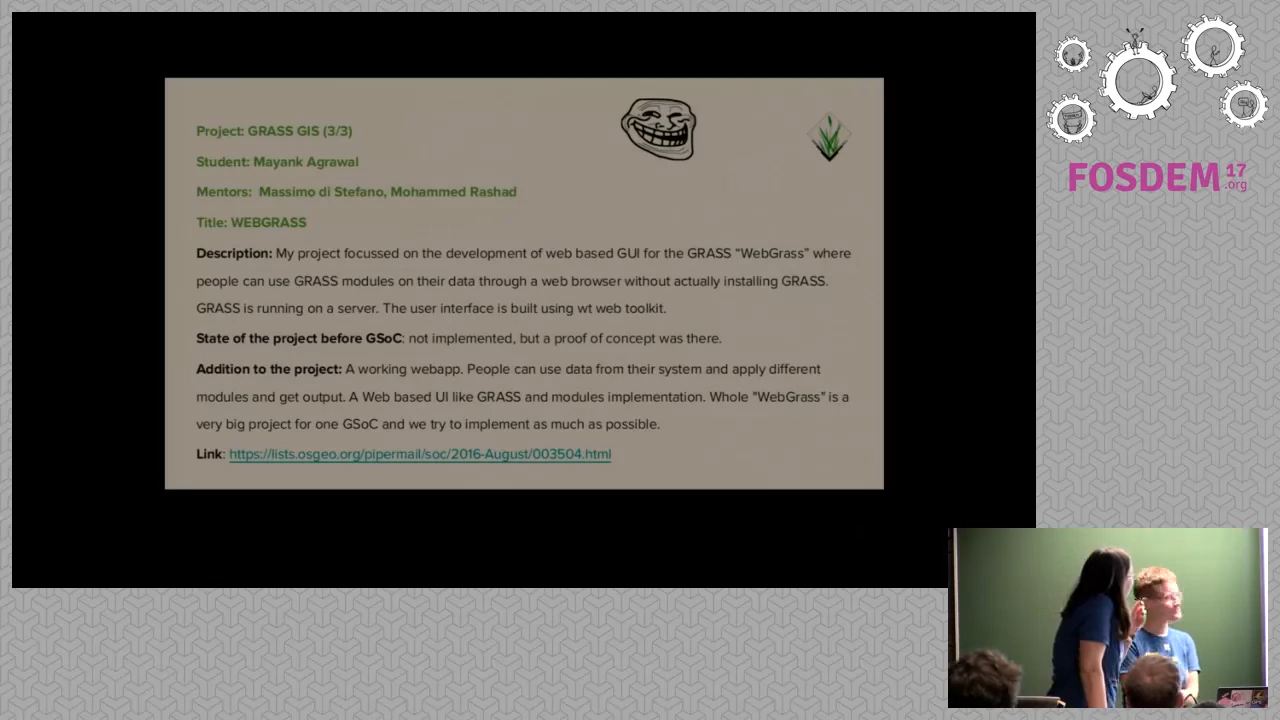 Project: GRASS GIS (3/3)
Student: Mayank Agrawal
Mentors:  Massimo di Stefano, Mohammed Rashad
Title: WEBGRASS
Description: My project focussed on the development of web based GUI for the GRASS “WebGrass” where
people can use GRASS modules on their data through a web browser without actually installing GRASS.
GRASS is running on a server. The user interface is built using wt web toolkit.
State of the project before GSoC: not implemented, but a proof of concept was there.
Addition to the project: A working webapp. People can use data from their system and apply different
modules and get output. A Web based UI like GRASS and modules implementation. Whole "WebGrass" is a
very big project for one GSoC and we try to implement as much as possible.
Link: https://lists.osgeo.org/pipermail/soc/2016-August/003504.html
FOSDEM 17
.org